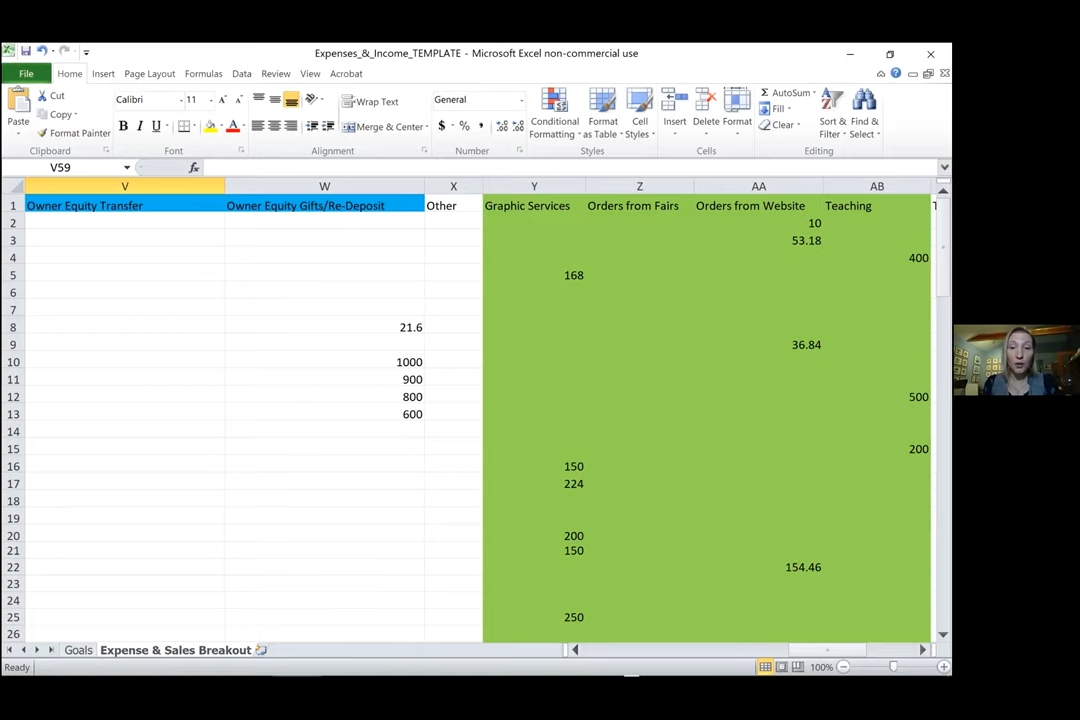 Expenses_&_Income_TEMPLATE - Microsoft Excel non-commercial use
File Home Insert Page Layout Formulas Data Review View Acrobat
Cut Calibri 11 A A Wrap Text General Conditional Formatting Format as Table Cell Styles Insert Delete Format Σ AutoSum Sort & Filter Find & Select
Paste Copy Format Painter B I U A Merge & Center $ % , Fill Clear
Clipboard Font Alignment Number Styles Cells Editing
V59 fx
V W X Y Z AA AB
1 Owner Equity Transfer Owner Equity Gifts/Re-Deposit Other Graphic Services Orders from Fairs Orders from Website Teaching T
2 10
3 53.18
4 400
5 168
6
7
8 21.6
9 36.84
10 1000
11 900
12 800 500
13 600
14
15 200
16 150
17 224
18
19
20 200
21 150
22 154.46
23
24
25 250
26
Goals Expense & Sales Breakout
Ready 100%